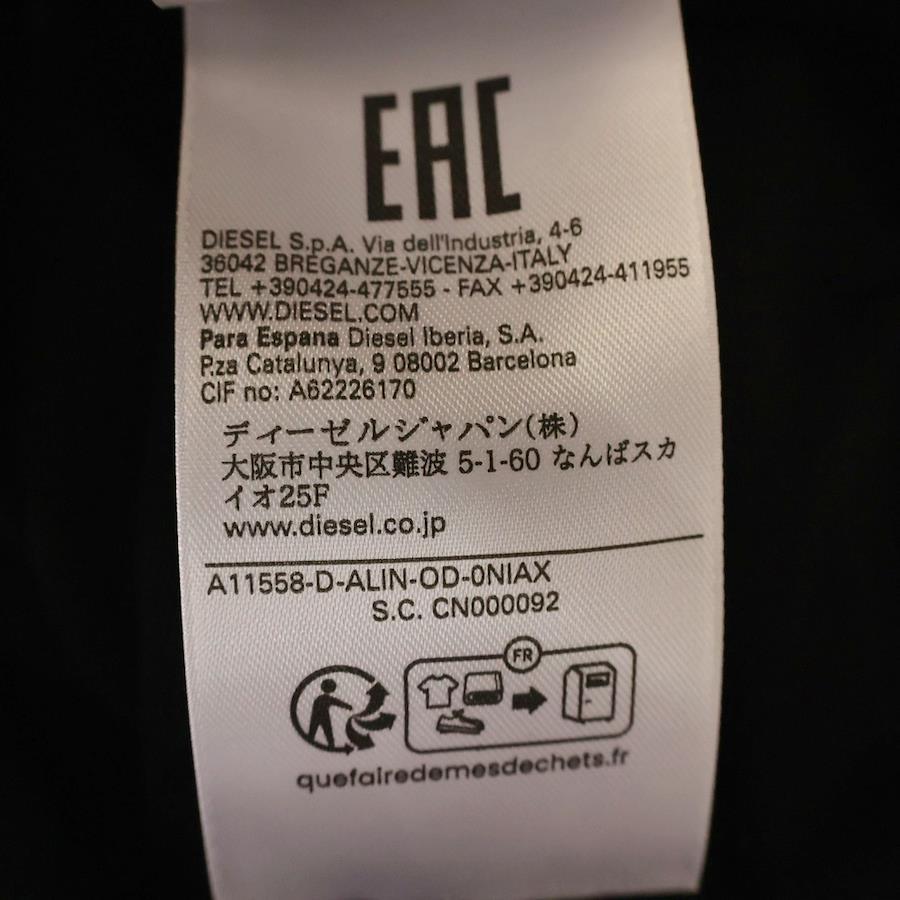 EAC
DIESEL S.p.A. Via dell'Industria, 4-6
36042 BREGANZE-VICENZA-ITALY
TEL +390424-477555 - FAX +390424-411955
WWW.DIESEL.COM
Para Espana Diesel Iberia, S.A.
P.za Catalunya, 9 08002 Barcelona
CIF no: A62226170
ディーゼルジャパン(株)
大阪市中央区難波 5-1-60 なんばスカ
イオ25F
www.diesel.co.jp
A11558-D-ALIN-OD-0NIAX
S.C. CN000092
FR
quefairedemesdechets.fr